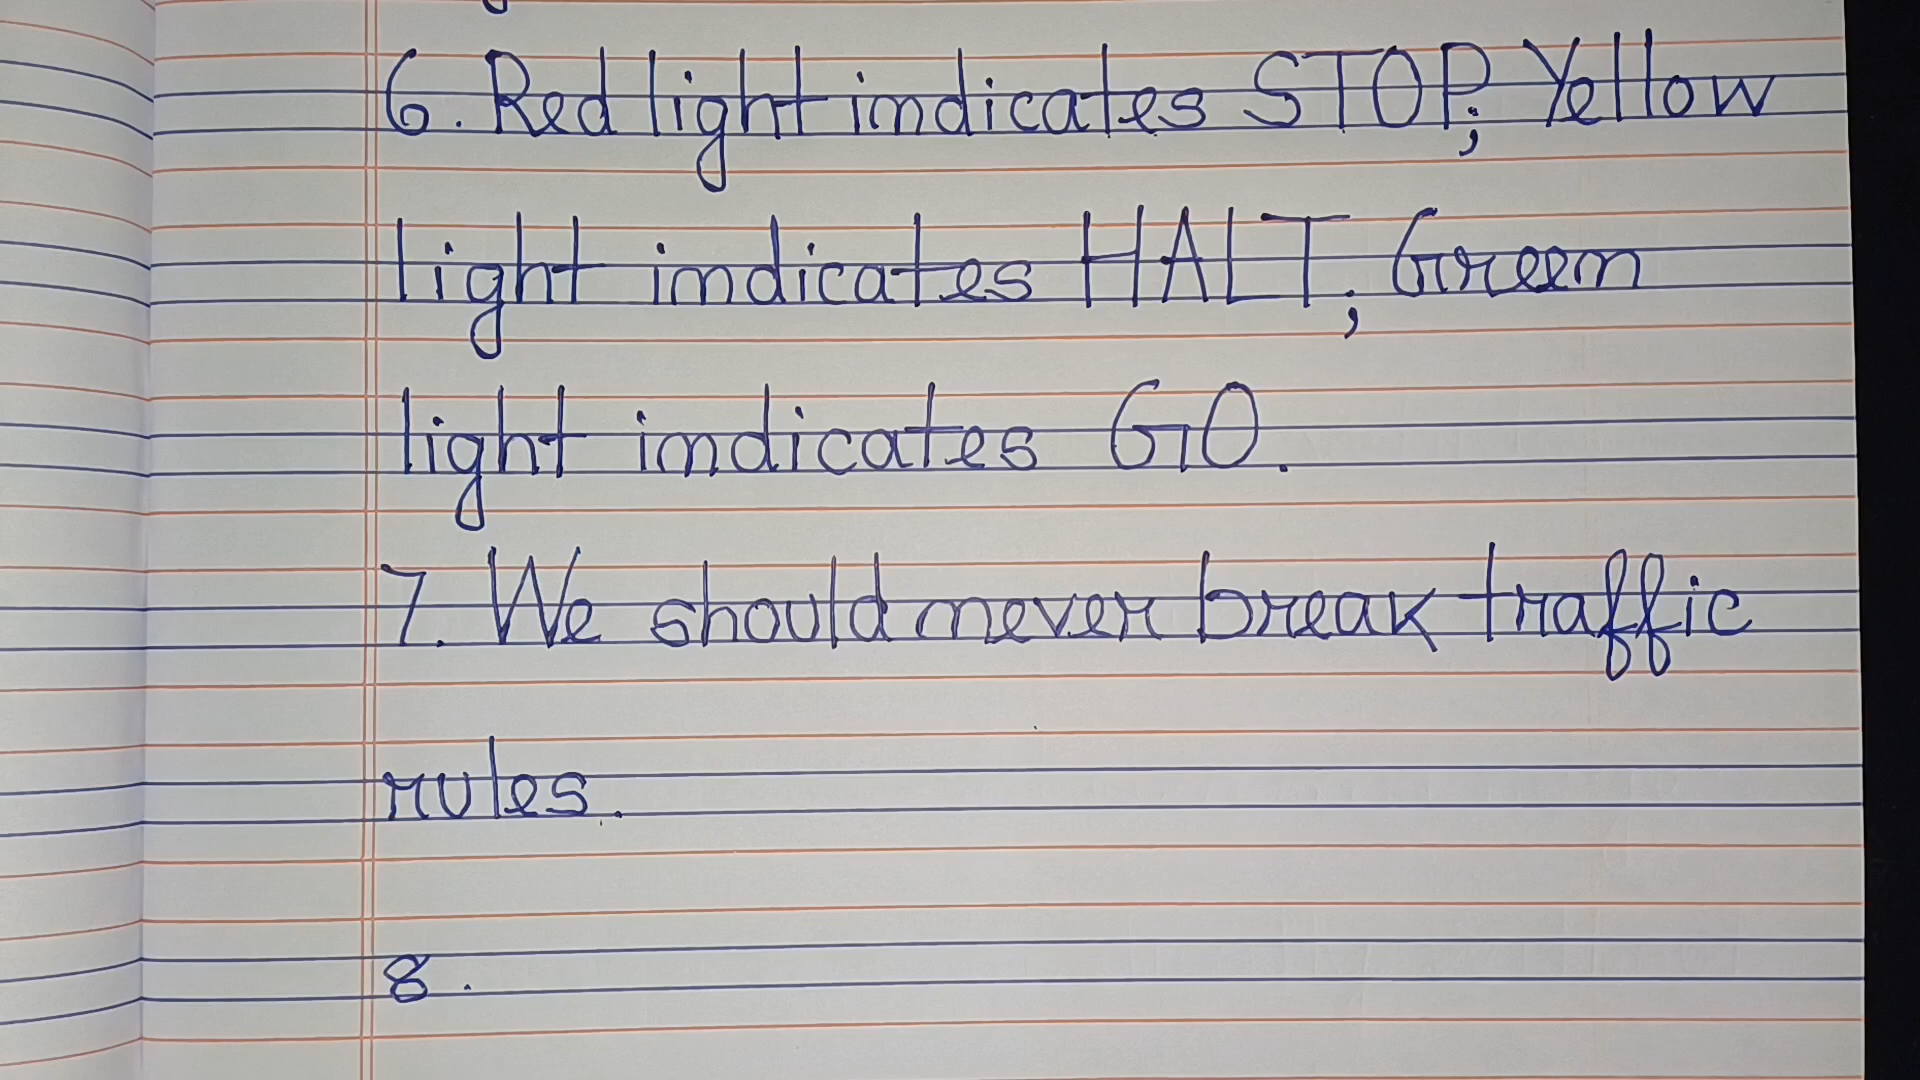 6. Red light indicates STOP; Yellow
light indicates HALT; Green
light indicates GO.
7. We should never break traffic
rules.
8.